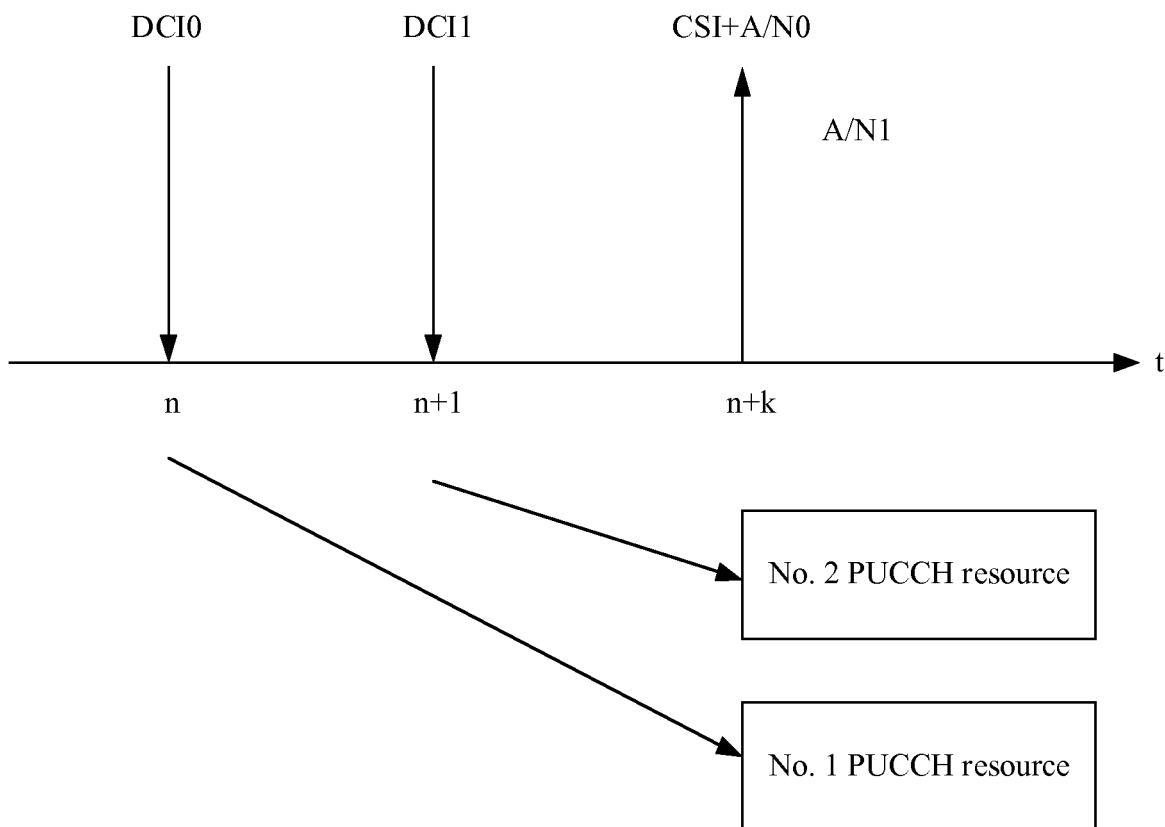 DCI0 DCI1 CSI+A/N0
A/N1
t
n n+1 n+k
No. 2 PUCCH resource
No. 1 PUCCH resource